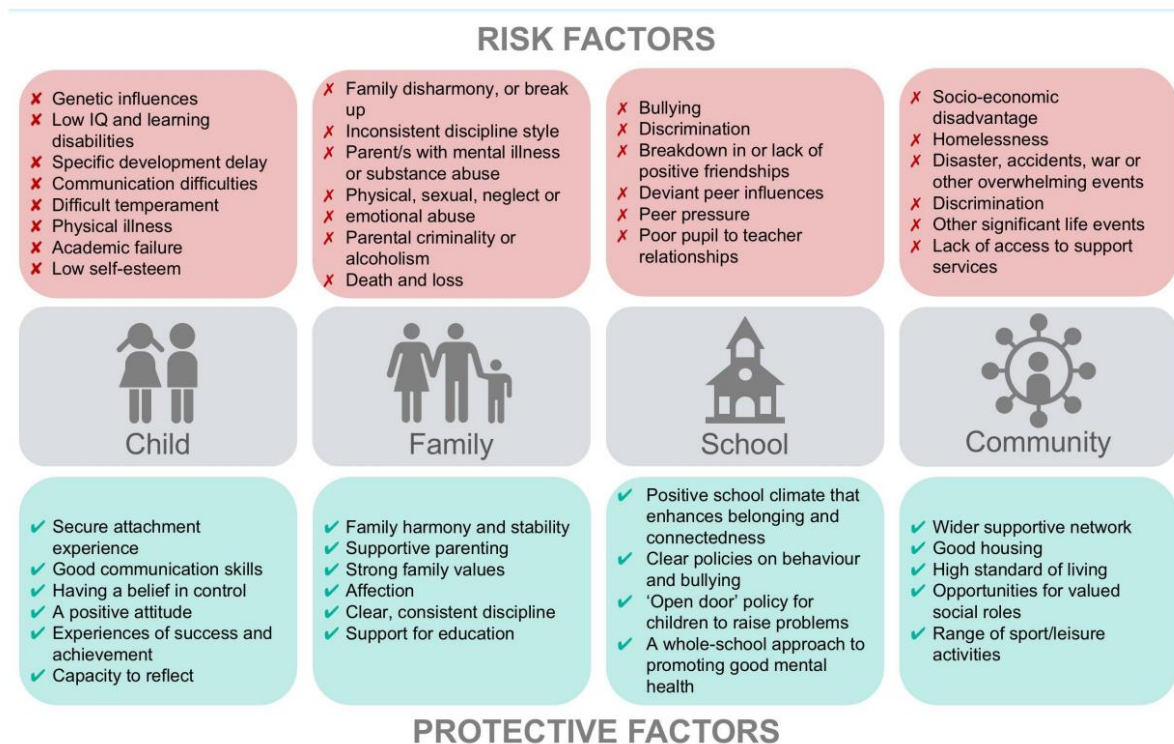 RISK FACTORS
✘ Genetic influences
✘ Low IQ and learning
disabilities
✘ Specific development delay
✘ Communication difficulties
✘ Difficult temperament
✘ Physical illness
✘ Academic failure
✘ Low self-esteem
✗ Family disharmony, or break
up
✗ Inconsistent discipline style
✗ Parent/s with mental illness
or substance abuse
✗ Physical, sexual, neglect or
✗ emotional abuse
✗ Parental criminality or
alcoholism
✗ Death and loss
✗ Bullying
✗ Discrimination
✗ Breakdown in or lack of
positive friendships
✗ Deviant peer influences
✗ Peer pressure
✗ Poor pupil to teacher
relationships
✗ Socio-economic
disadvantage
✗ Homelessness
✗ Disaster, accidents, war or
other overwhelming events
✗ Discrimination
✗ Other significant life events
✗ Lack of access to support
services
Child
Family
School
Community
✔ Secure attachment
experience
✔ Good communication skills
✔ Having a belief in control
✔ A positive attitude
✔ Experiences of success and
achievement
✔ Capacity to reflect
✔ Family harmony and stability
✔ Supportive parenting
✔ Strong family values
✔ Affection
✔ Clear, consistent discipline
✔ Support for education
✔ Positive school climate that
enhances belonging and
connectedness
✔ Clear policies on behaviour
and bullying
✔ ‘Open door’ policy for
children to raise problems
✔ A whole-school approach to
promoting good mental
health
✔ Wider supportive network
✔ Good housing
✔ High standard of living
✔ Opportunities for valued
social roles
✔ Range of sport/leisure
activities
PROTECTIVE FACTORS